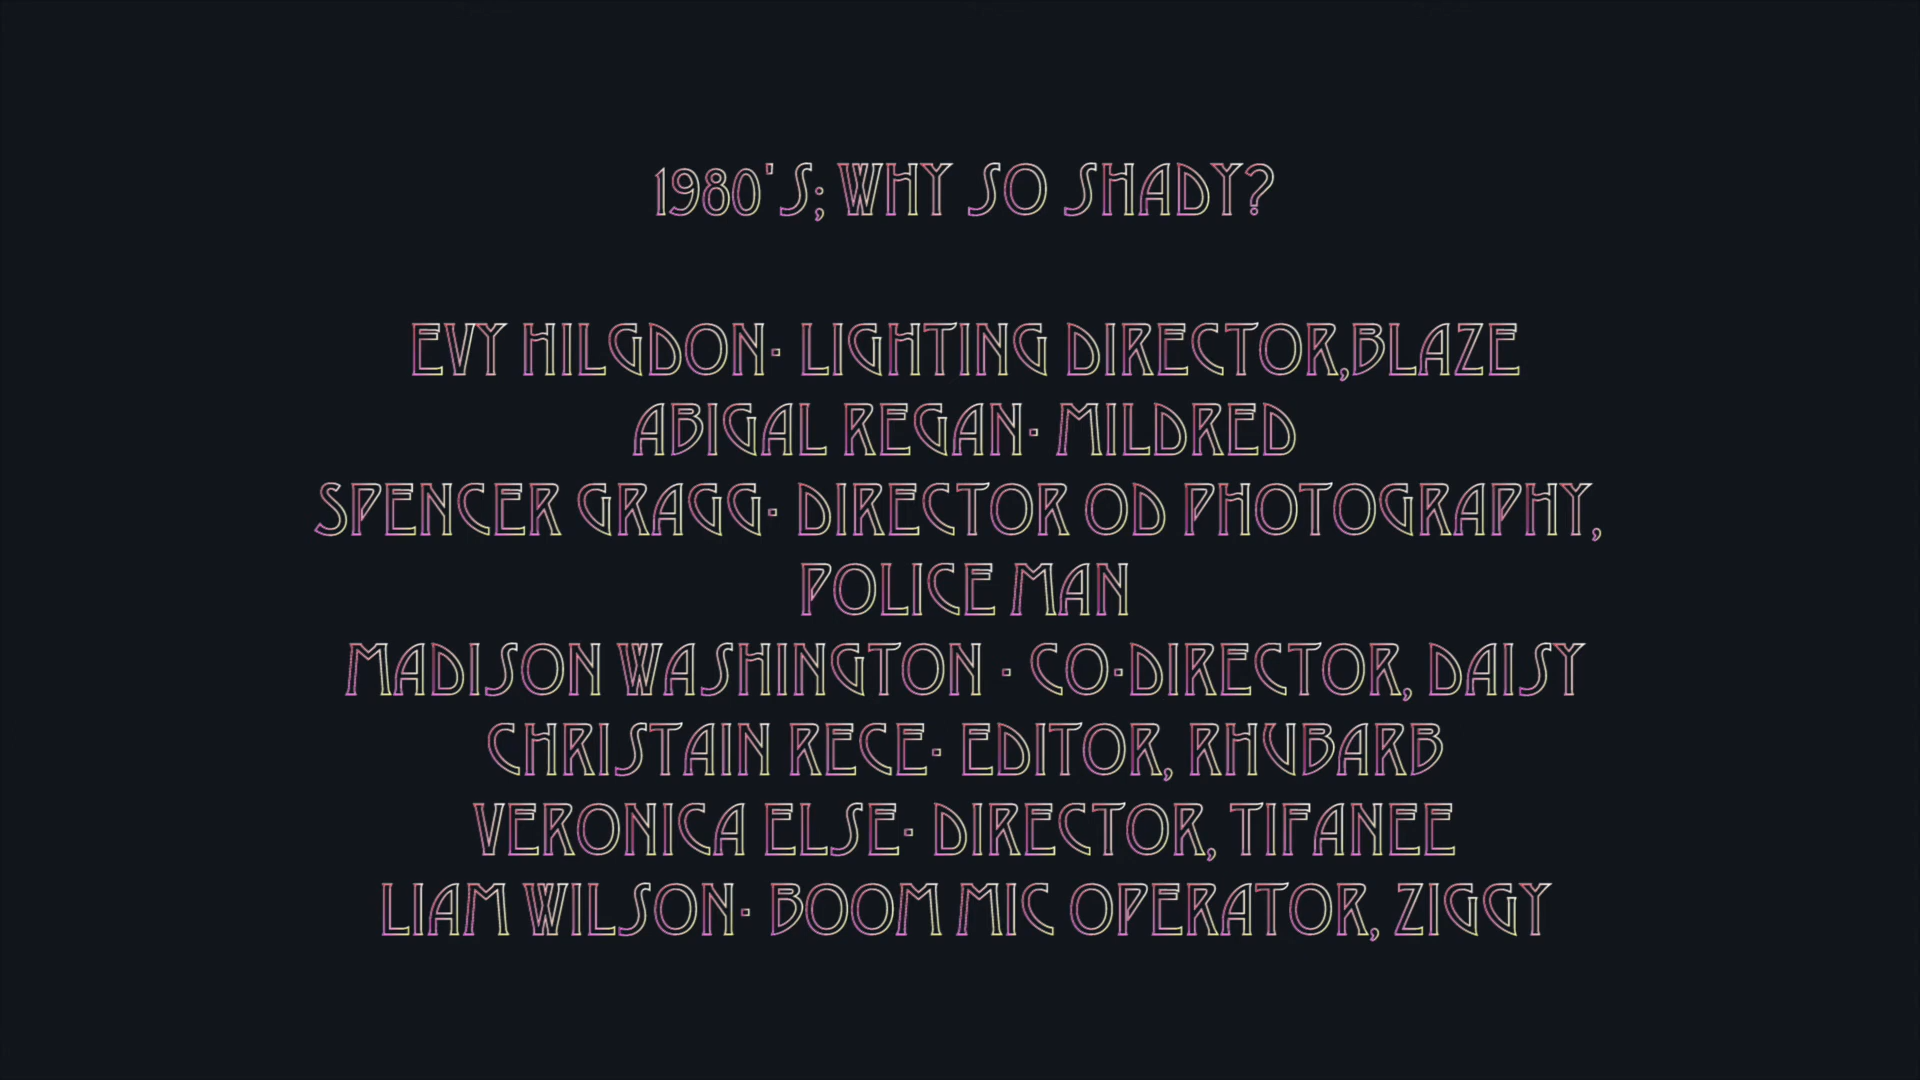 1980'S; WHY SO SHADY?
EVY HILGDON- LIGHTING DIRECTOR,BLAZE
ABIGAL REGAN- MILDRED
SPENCER GRAGG- DIRECTOR OD PHOTOGRAPHY,
POLICE MAN
MADISON WASHINGTON - CO-DIRECTOR, DAISY
CHRISTAIN RECE- EDITOR, RHUBARB
VERONICA ELSE- DIRECTOR, TIFANEE
LIAM WILSON- BOOM MIC OPERATOR, ZIGGY